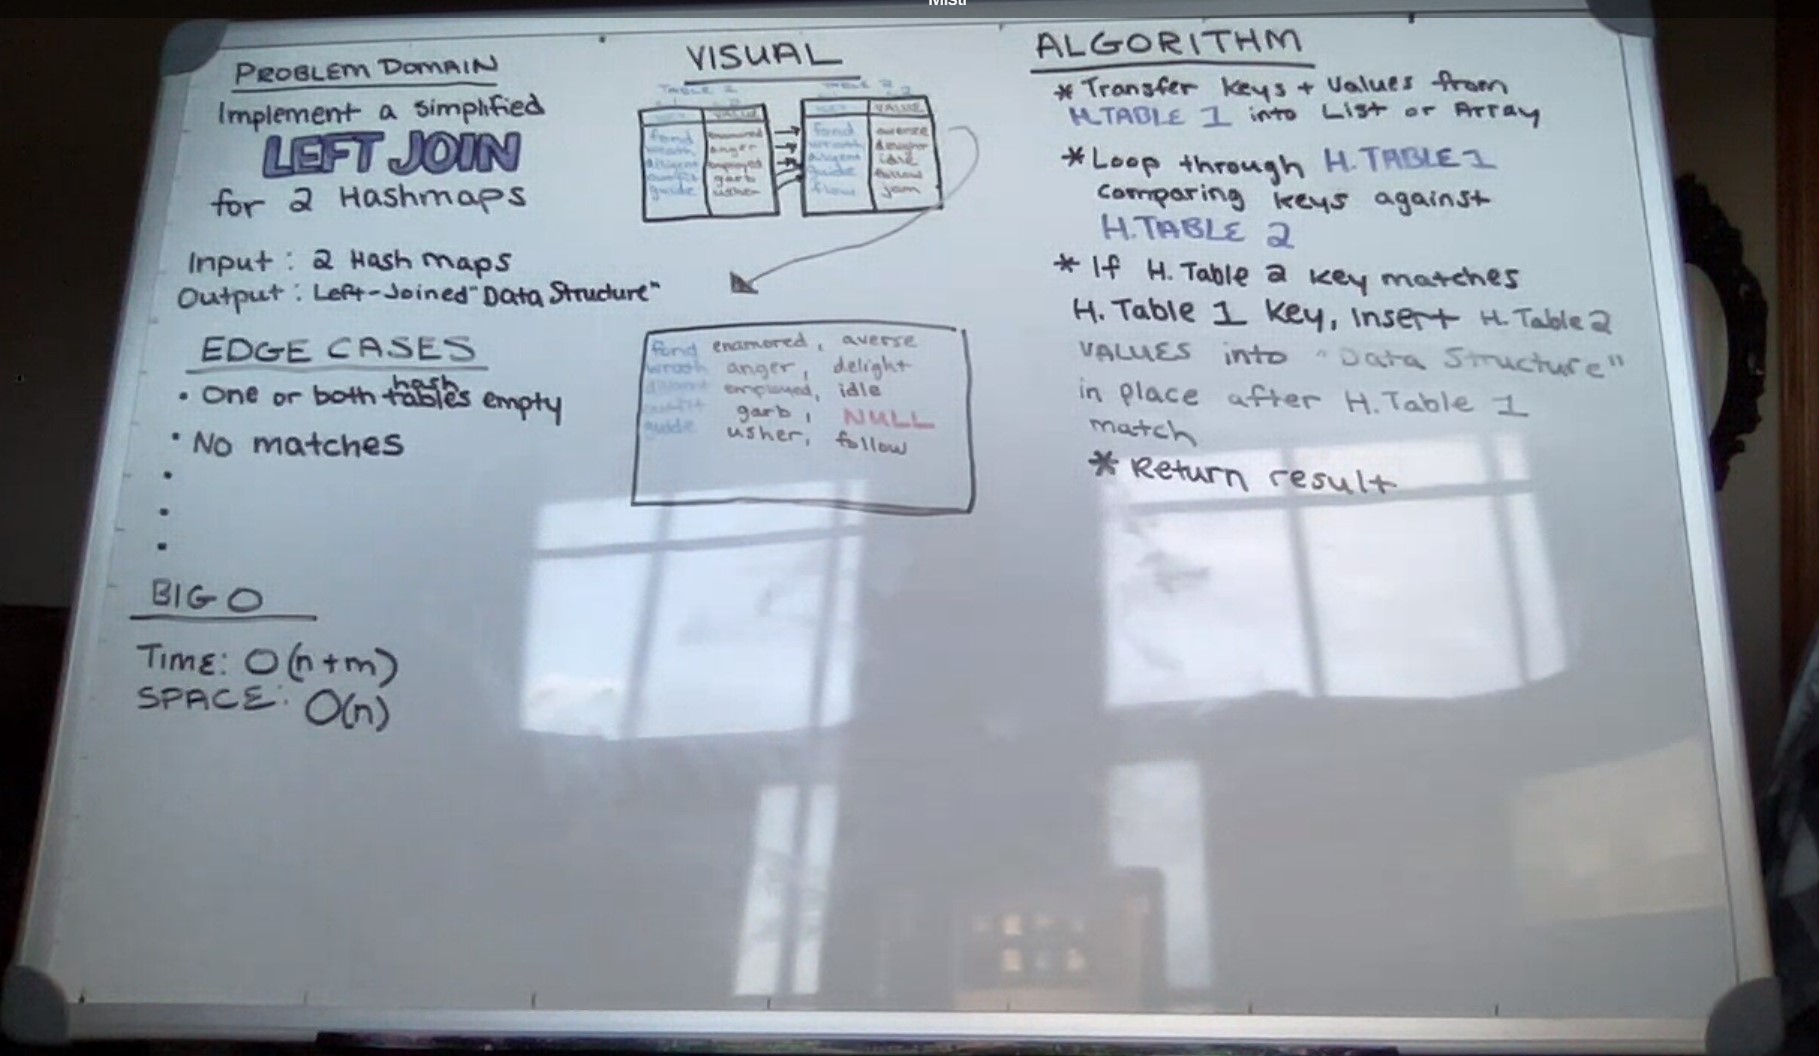 PROBLEM DOMAIN
Implement a simplified
LEFT JOIN
for 2 Hashmaps
Input : 2 Hash maps
Output : Left-Joined "Data Structure"
EDGE CASES
• One or both hash tables empty
• No matches
•
•
•
BIG O
TIME: O(n+m)
SPACE: O(n)
VISUAL
TABLE 1
VALUE
fond enamored
wrath anger
diligent employed
outfit garb
guide usher
TABLE 2
KEY VALUE
fond averse
wrath delight
diligent idle
guide follow
flow jam
fond enamored, averse
wrath anger, delight
diligent employed, idle
outfit garb, NULL
guide usher, follow
ALGORITHM
* Transfer keys + values from
H.TABLE 1 into List or Array
* Loop through H.TABLE 1
comparing keys against
H.TABLE 2
* If H. Table 2 key matches
H. Table 1 key, insert H. Table 2
VALUES into "Data Structure"
in place after H. Table 1
match
* Return result